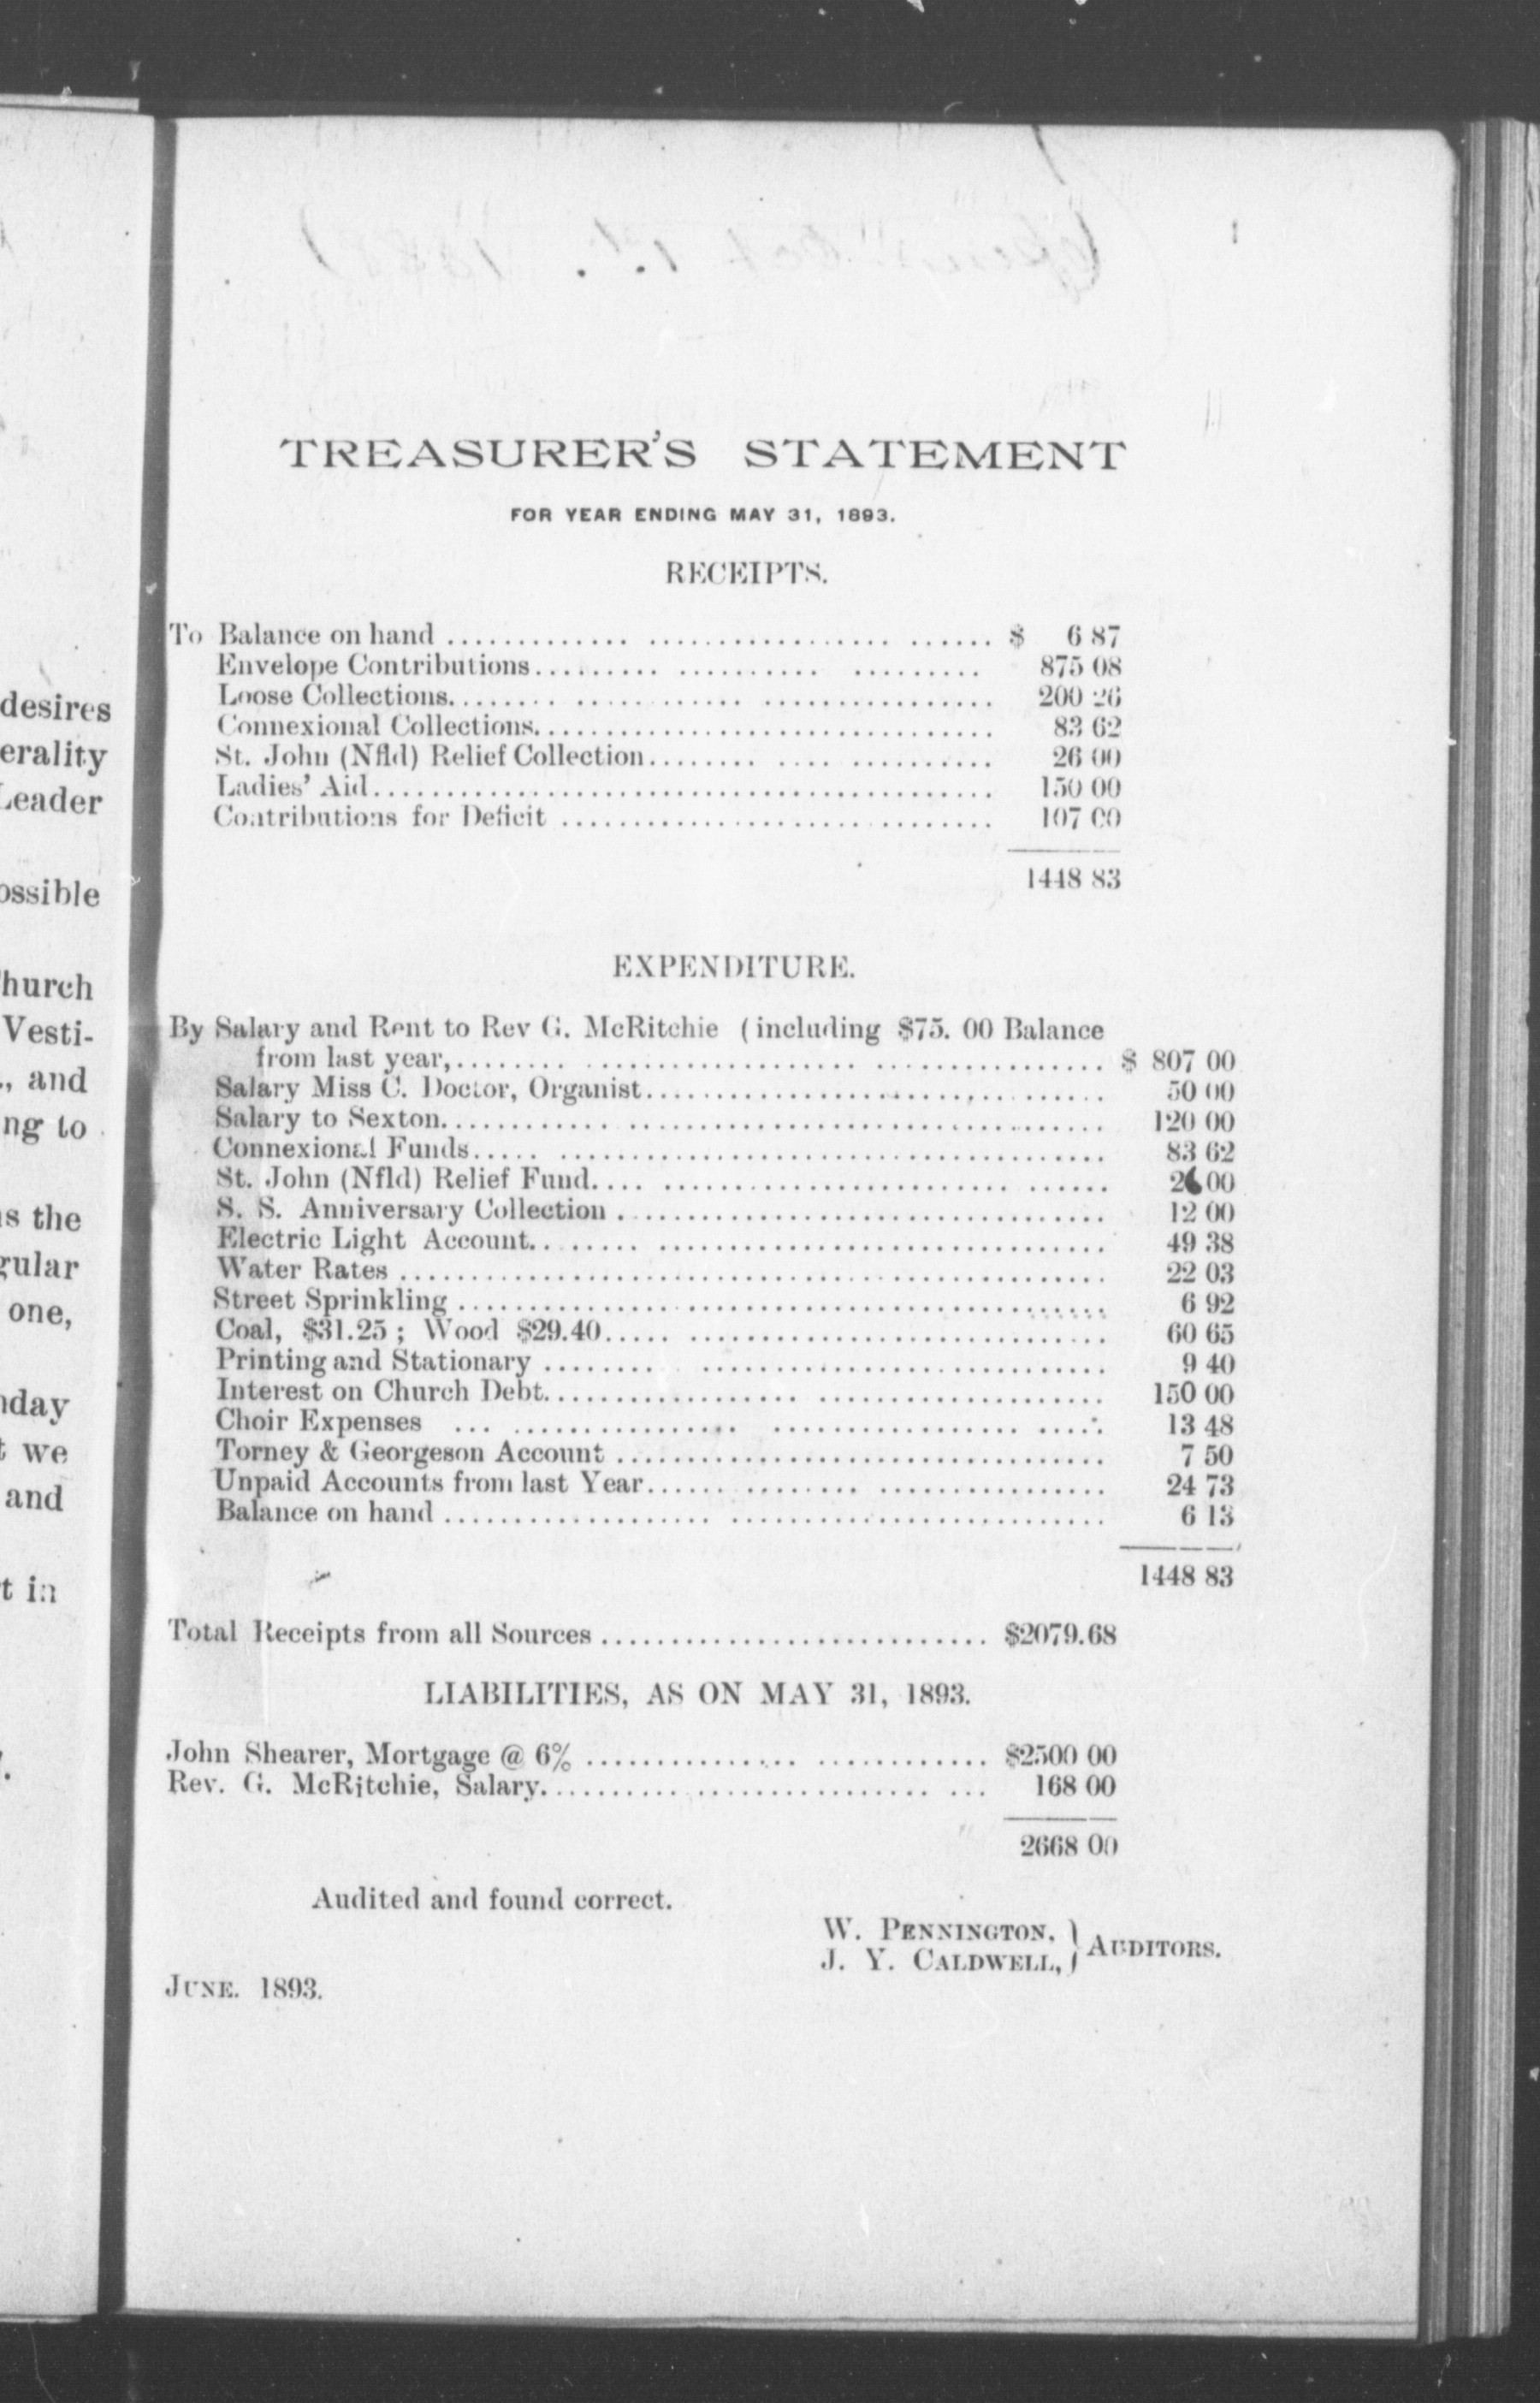 desires
erality
Leader
ossible
hurch
Vesti-
., and
ng to
s the
gular
one,
day
t we
and
t in
TREASURER'S STATEMENT
FOR YEAR ENDING MAY 31, 1893.
RECEIPTS.
To Balance on hand .......... $ 6 87
Envelope Contributions.......... 875 08
Loose Collections.......... 200 26
Connexional Collections.......... 83 62
St. John (Nfld) Relief Collection.......... 26 00
Ladies' Aid.......... 150 00
Contributions for Deficit .......... 107 00
1448 83
EXPENDITURE.
By Salary and Rent to Rev G. McRitchie (including $75. 00 Balance
from last year,.......... $ 807 00
Salary Miss C. Doctor, Organist.......... 50 00
Salary to Sexton.......... 120 00
Connexional Funds.......... 83 62
St. John (Nfld) Relief Fund.......... 26 00
S. S. Anniversary Collection .......... 12 00
Electric Light Account.......... 49 38
Water Rates .......... 22 03
Street Sprinkling .......... 6 92
Coal, $31.25 ; Wood $29.40.......... 60 65
Printing and Stationary .......... 9 40
Interest on Church Debt.......... 150 00
Choir Expenses .......... 13 48
Torney & Georgeson Account .......... 7 50
Unpaid Accounts from last Year.......... 24 73
Balance on hand .......... 6 13
1448 83
Total Receipts from all Sources .......... $2079.68
LIABILITIES, AS ON MAY 31, 1893.
John Shearer, Mortgage @ 6% .......... $2500 00
Rev. G. McRitchie, Salary.......... 168 00
2668 00
Audited and found correct.
W. PENNINGTON, } AUDITORS.
J. Y. CALDWELL, }
JUNE. 1893.